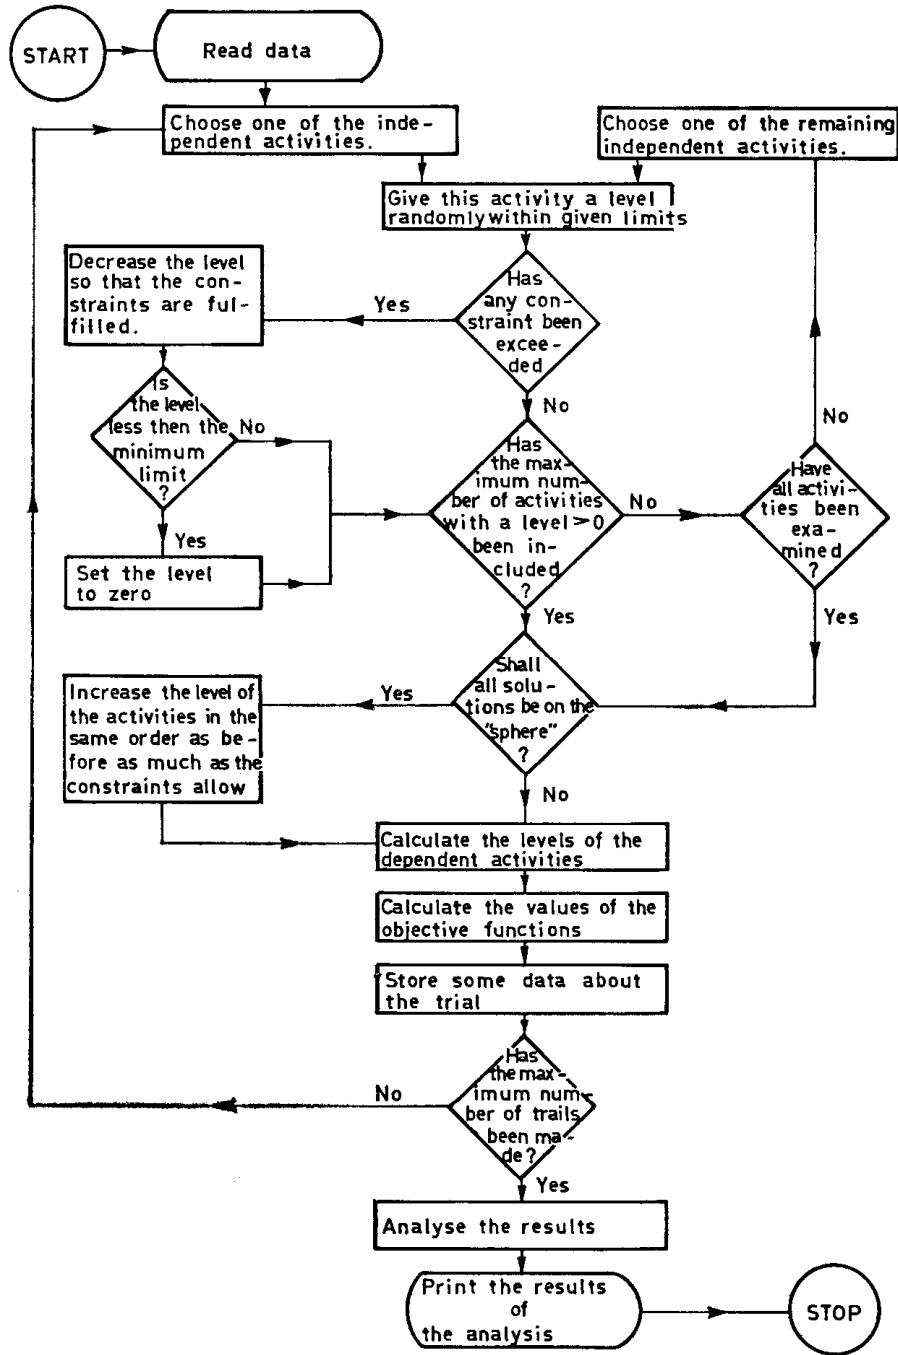 START
Read data
Choose one of the inde-
pendent activities.
Choose one of the remaining
independent activities.
Give this activity a level
randomly within given limits
Decrease the level
so that the con-
straints are ful-
filled.
Yes
Has
any con-
straint been
excee-
ded
No
Is
the level
less then the
minimum
limit
?
No
Yes
Set the level
to zero
Has
the max-
imum num-
ber of activities
with a level >0
been in-
cluded
?
No
Yes
Have
all activi-
ties been
exa-
mined
?
No
Yes
Shall
all solu-
tions be on the
"sphere"
?
Yes
No
Increase the level of
the activities in the
same order as be-
fore as much as the
constraints allow
Calculate the levels of the
dependent activities
Calculate the values of the
objective functions
Store some data about
the trial
Has
the max-
imum num-
ber of trails
been ma-
de?
No
Yes
Analyse the results
Print the results
of
the analysis
STOP